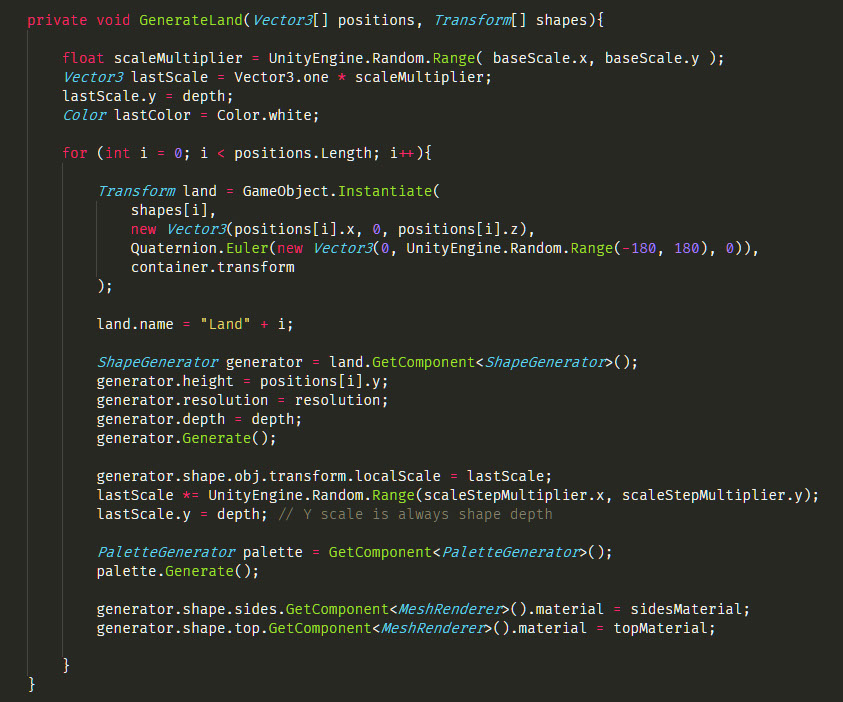 private void GenerateLand(Vector3[] positions, Transform[] shapes){
float scaleMultiplier = UnityEngine.Random.Range( baseScale.x, baseScale.y );
Vector3 lastScale = Vector3.one * scaleMultiplier;
lastScale.y = depth;
Color lastColor = Color.white;
for (int i = 0; i < positions.Length; i++){
Transform land = GameObject.Instantiate(
shapes[i],
new Vector3(positions[i].x, 0, positions[i].z),
Quaternion.Euler(new Vector3(0, UnityEngine.Random.Range(-180, 180), 0)),
container.transform
);
land.name = "Land" + i;
ShapeGenerator generator = land.GetComponent<ShapeGenerator>();
generator.height = positions[i].y;
generator.resolution = resolution;
generator.depth = depth;
generator.Generate();
generator.shape.obj.transform.localScale = lastScale;
lastScale *= UnityEngine.Random.Range(scaleStepMultiplier.x, scaleStepMultiplier.y);
lastScale.y = depth; // Y scale is always shape depth
PaletteGenerator palette = GetComponent<PaletteGenerator>();
palette.Generate();
generator.shape.sides.GetComponent<MeshRenderer>().material = sidesMaterial;
generator.shape.top.GetComponent<MeshRenderer>().material = topMaterial;
}
}